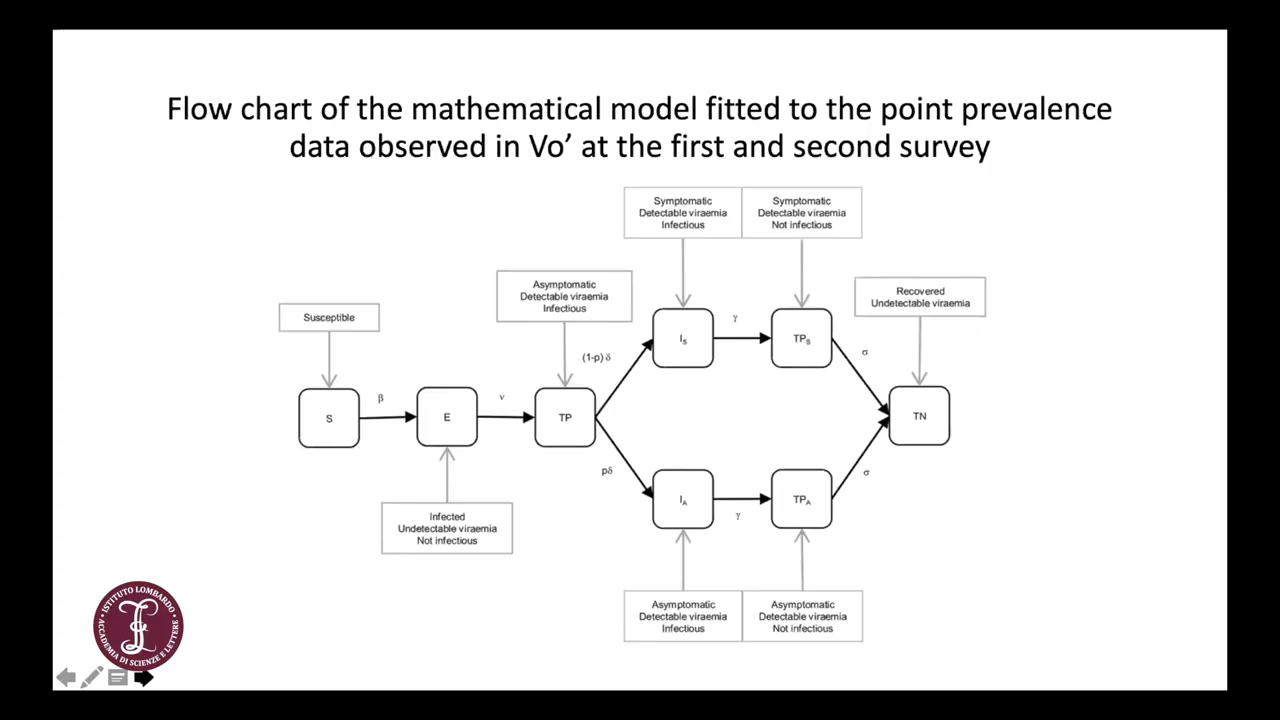 Flow chart of the mathematical model fitted to the point prevalence
data observed in Vo’ at the first and second survey
Symptomatic
Detectable viraemia
Infectious
Symptomatic
Detectable viraemia
Not infectious
Asymptomatic
Detectable viraemia
Infectious
Recovered
Undetectable viraemia
Susceptible
(1-p) δ
I_S
γ
TP_S
σ
S
β
E
ν
TP
TN
pδ
I_A
γ
TP_A
σ
Infected
Undetectable viraemia
Not infectious
Asymptomatic
Detectable viraemia
Infectious
Asymptomatic
Detectable viraemia
Not infectious
ISTITUTO LOMBARDO
ACCADEMIA DI SCIENZE E LETTERE